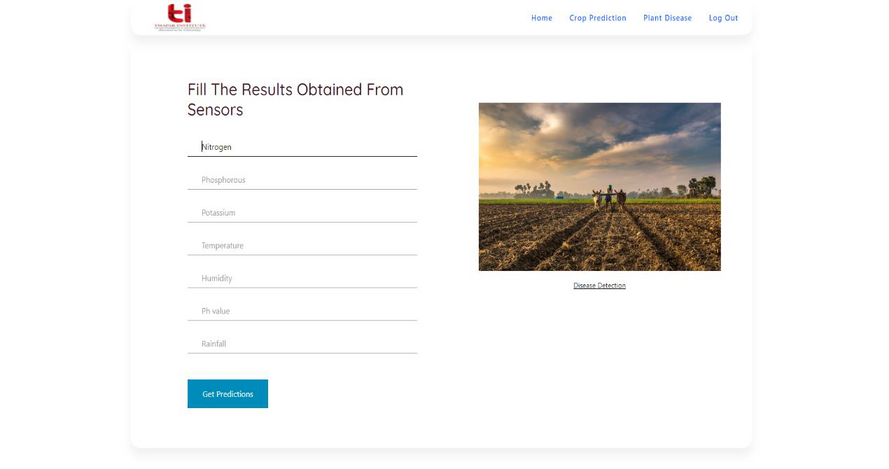 ti
Home Crop Prediction Plant Disease Log Out
Fill The Results Obtained From
Sensors
Nitrogen
Phosphorous
Potassium
Temperature
Humidity
Ph value
Rainfall
Get Predictions
Disease Detection